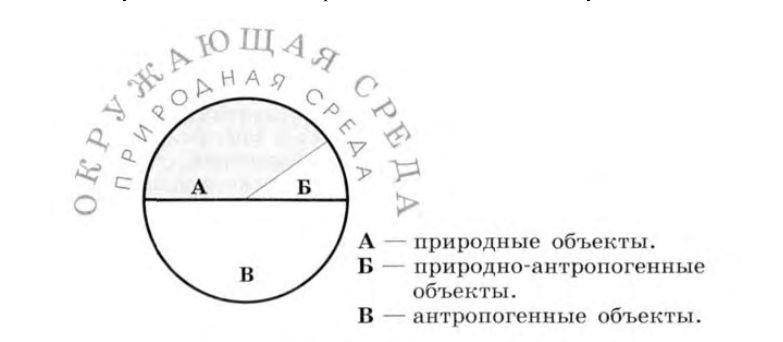 ОКРУЖАЮЩАЯ СРЕДА
ПРИРОДНАЯ СРЕДА
А
Б
В
А — природные объекты.
Б — природно-антропогенные
объекты.
В — антропогенные объекты.